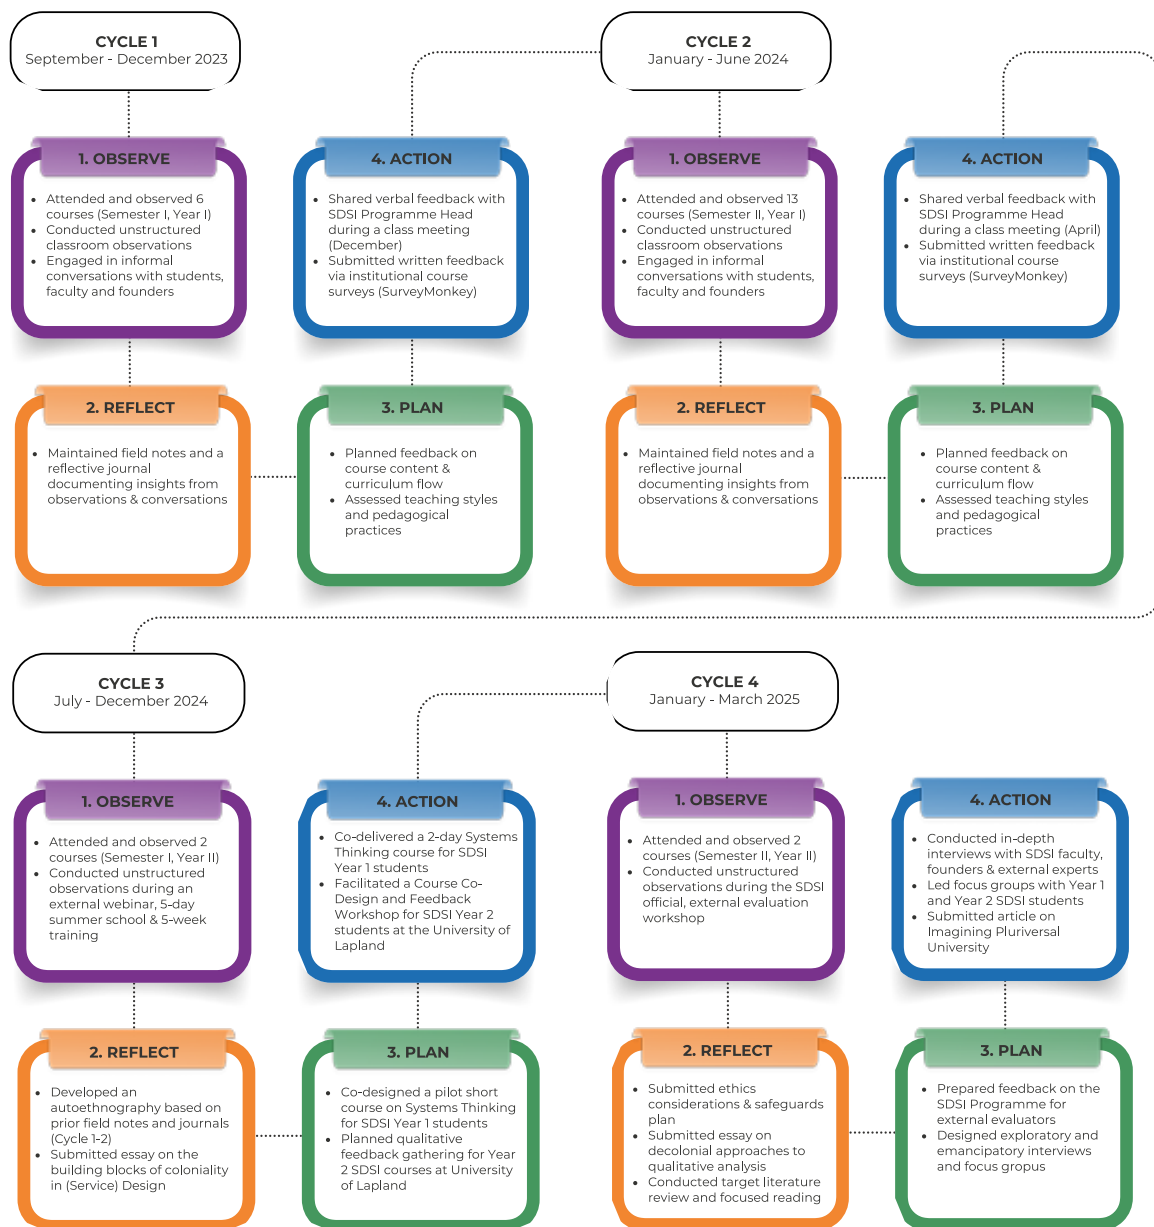 CYCLE 1
September - December 2023
1. OBSERVE
• Attended and observed 6
courses (Semester I, Year I)
• Conducted unstructured
classroom observations
• Engaged in informal
conversations with students,
faculty and founders
2. REFLECT
• Maintained field notes and a
reflective journal
documenting insights from
observations & conversations
3. PLAN
• Planned feedback on
course content &
curriculum flow
• Assessed teaching styles
and pedagogical
practices
4. ACTION
• Shared verbal feedback with
SDSI Programme Head
during a class meeting
(December)
• Submitted written feedback
via institutional course
surveys (SurveyMonkey)
CYCLE 2
January - June 2024
1. OBSERVE
• Attended and observed 13
courses (Semester II, Year I)
• Conducted unstructured
classroom observations
• Engaged in informal
conversations with students,
faculty and founders
2. REFLECT
• Maintained field notes and a
reflective journal
documenting insights from
observations & conversations
3. PLAN
• Planned feedback on
course content &
curriculum flow
• Assessed teaching styles
and pedagogical
practices
4. ACTION
• Shared verbal feedback with
SDSI Programme Head
during a class meeting (April)
• Submitted written feedback
via institutional course
surveys (SurveyMonkey)
CYCLE 3
July - December 2024
1. OBSERVE
• Attended and observed 2
courses (Semester I, Year II)
• Conducted unstructured
observations during an
external webinar, 5-day
summer school & 5-week
training
2. REFLECT
• Developed an
autoethnography based on
prior field notes and journals
(Cycle 1-2)
• Submitted essay on the
building blocks of coloniality
in (Service) Design
3. PLAN
• Co-designed a pilot short
course on Systems Thinking
for SDSI Year 1 students
• Planned qualitative
feedback gathering for Year
2 SDSI courses at University
of Lapland
4. ACTION
• Co-delivered a 2-day Systems
Thinking course for SDSI
Year 1 students
• Facilitated a Course Co-
Design and Feedback
Workshop for SDSI Year 2
students at the University of
Lapland
CYCLE 4
January - March 2025
1. OBSERVE
• Attended and observed 2
courses (Semester II, Year II)
• Conducted unstructured
observations during the SDSI
official, external evaluation
workshop
2. REFLECT
• Submitted ethics
considerations & safeguards
plan
• Submitted essay on
decolonial approaches to
qualitative analysis
• Conducted target literature
review and focused reading
3. PLAN
• Prepared feedback on the
SDSI Programme for
external evaluators
• Designed exploratory and
emancipatory interviews
and focus gropus
4. ACTION
• Conducted in-depth
interviews with SDSI faculty,
founders & external experts
• Led focus groups with Year 1
and Year 2 SDSI students
• Submitted article on
Imagining Pluriversal
University